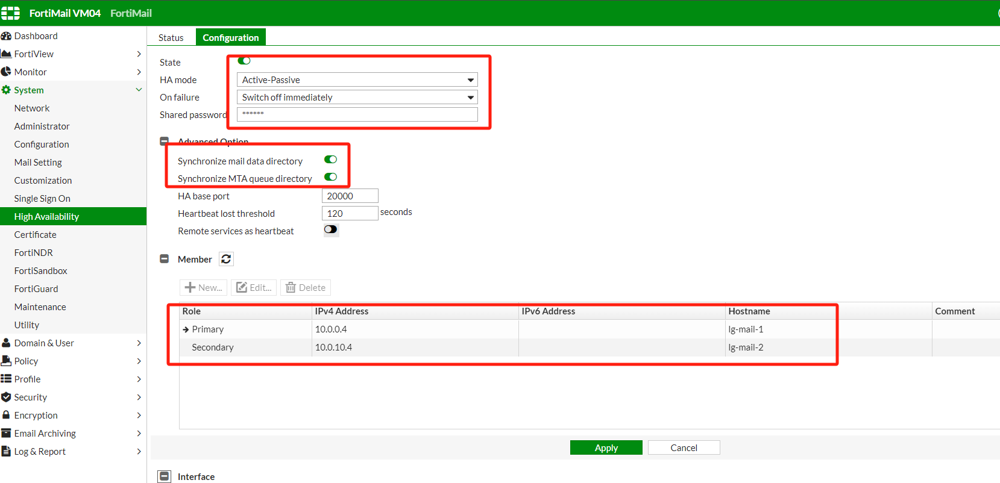 FortiMail VM04 FortiMail
Dashboard
FortiView
Monitor
System
Network
Administrator
Configuration
Mail Setting
Customization
Single Sign On
High Availability
Certificate
FortiNDR
FortiSandbox
FortiGuard
Maintenance
Utility
Domain & User
Policy
Profile
Security
Encryption
Email Archiving
Log & Report
Status Configuration
State
HA mode Active-Passive
On failure Switch off immediately
Shared password ******
Advanced Option
Synchronize mail data directory
Synchronize MTA queue directory
HA base port 20000
Heartbeat lost threshold 120 seconds
Remote services as heartbeat
Member
New... Edit... Delete
Role IPv4 Address IPv6 Address Hostname Comment
Primary 10.0.0.4 lg-mail-1
Secondary 10.0.10.4 lg-mail-2
Apply Cancel
Interface